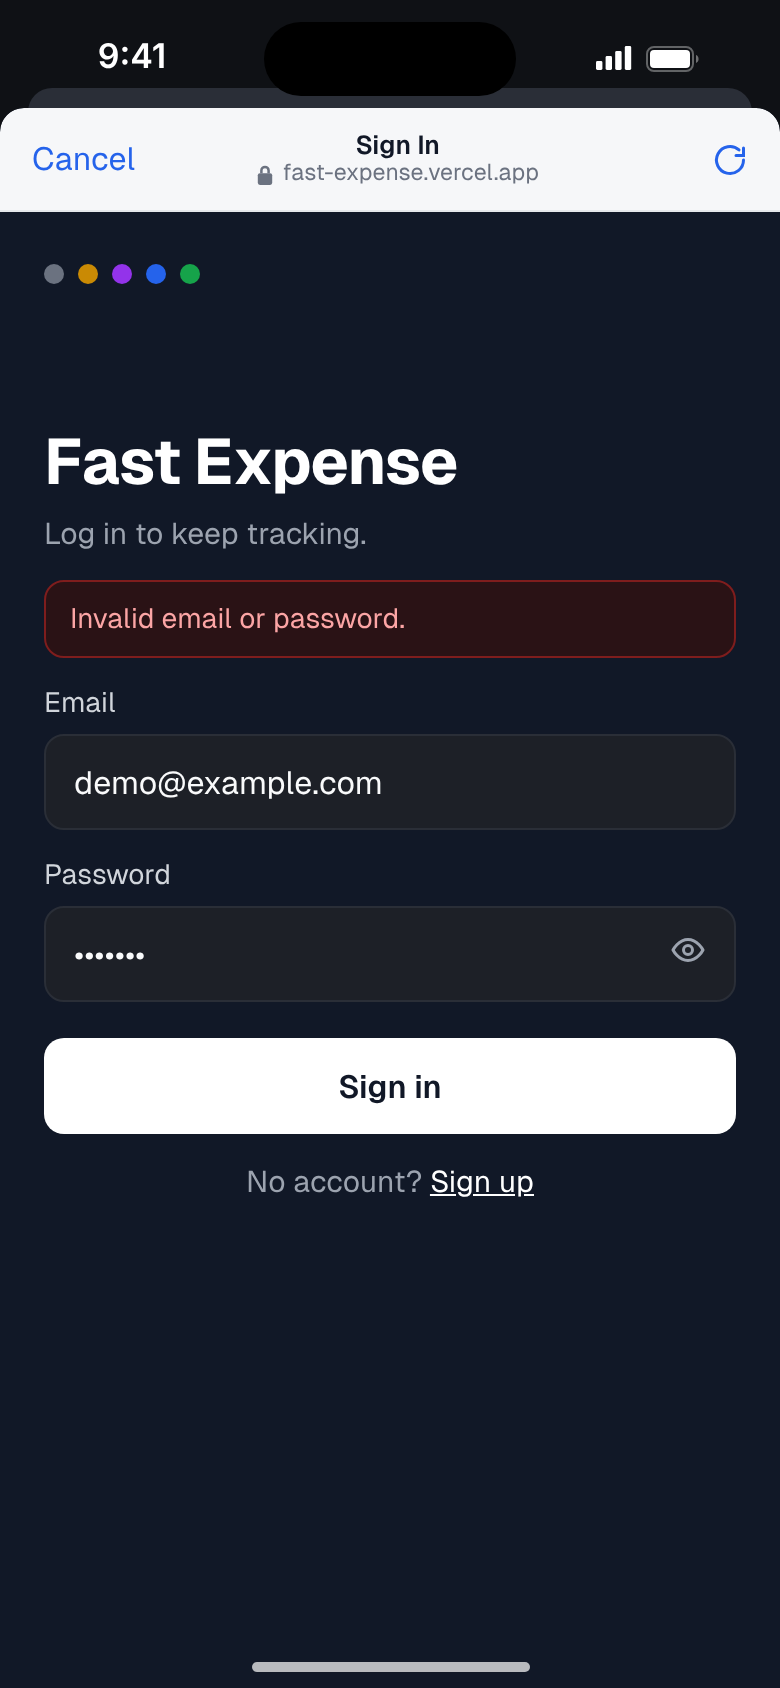 9:41
Cancel
Sign In
fast-expense.vercel.app
Fast Expense
Log in to keep tracking.
Invalid email or password.
Email
demo@example.com
Password
•••••••
Sign in
No account? Sign up